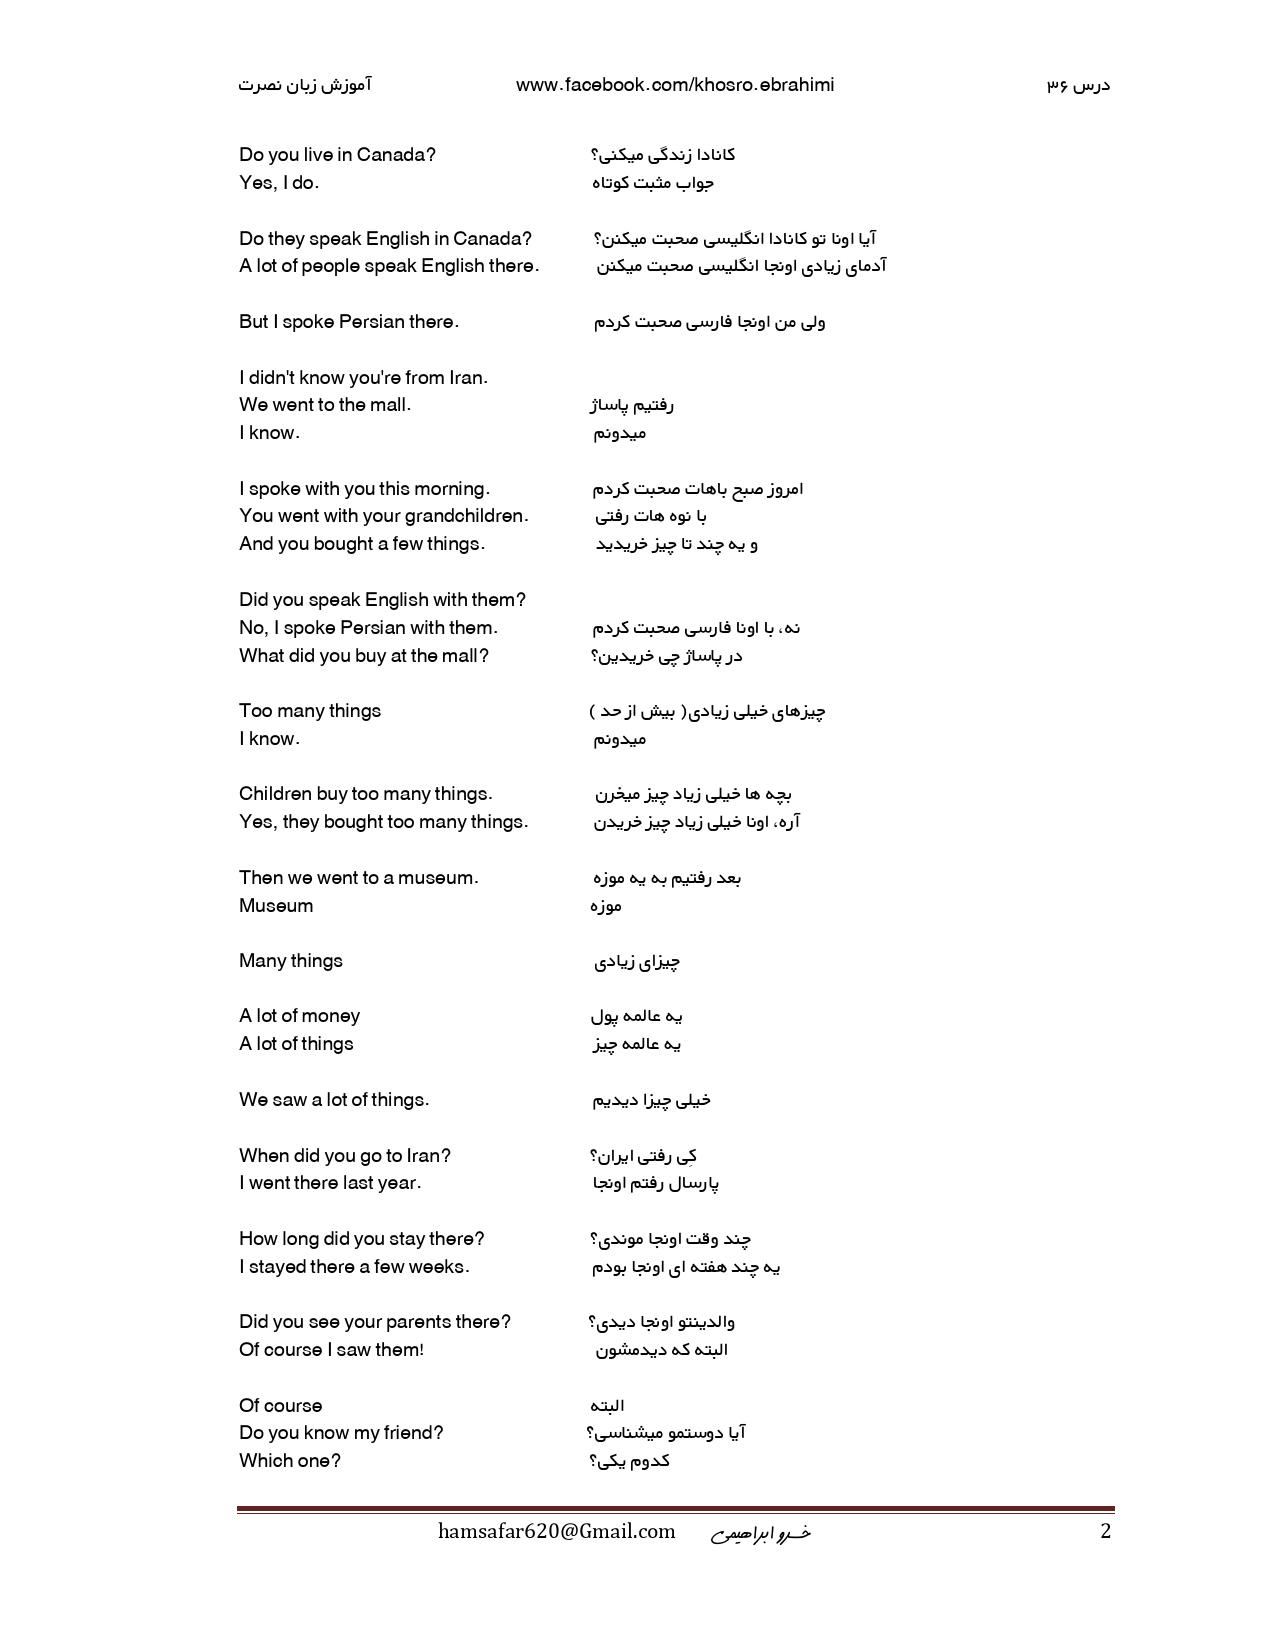 آموزش زبان نصرت www.facebook.com/khosro.ebrahimi درس ۳۶
Do you live in Canada? کانادا زندگی میکنی؟
Yes, I do. جواب مثبت کوتاه
Do they speak English in Canada? آیا اونا تو کانادا انگلیسی صحبت میکنن؟
A lot of people speak English there. آدمای زیادی اونجا انگلیسی صحبت میکنن
But I spoke Persian there. ولی من اونجا فارسی صحبت کردم
I didn't know you're from Iran.
We went to the mall. رفتیم پاساژ
I know. میدونم
I spoke with you this morning. امروز صبح باهات صحبت کردم
You went with your grandchildren. با نوه هات رفتی
And you bought a few things. و یه چند تا چیز خریدید
Did you speak English with them?
No, I spoke Persian with them. نه، با اونا فارسی صحبت کردم
What did you buy at the mall? در پاساژ چی خریدین؟
Too many things چیزهای خیلی زیادی( بیش از حد )
I know. میدونم
Children buy too many things. بچه ها خیلی زیاد چیز میخرن
Yes, they bought too many things. آره، اونا خیلی زیاد چیز خریدن
Then we went to a museum. بعد رفتیم به یه موزه
Museum موزه
Many things چیزای زیادی
A lot of money یه عالمه پول
A lot of things یه عالمه چیز
We saw a lot of things. خیلی چیزا دیدیم
When did you go to Iran? کِی رفتی ایران؟
I went there last year. پارسال رفتم اونجا
How long did you stay there? چند وقت اونجا موندی؟
I stayed there a few weeks. یه چند هفته ای اونجا بودم
Did you see your parents there? والدینتو اونجا دیدی؟
Of course I saw them! البته که دیدمشون
Of course البته
Do you know my friend? آیا دوستمو میشناسی؟
Which one? کدوم یکی؟
hamsafar620@Gmail.com خسرو ابراهیمی 2